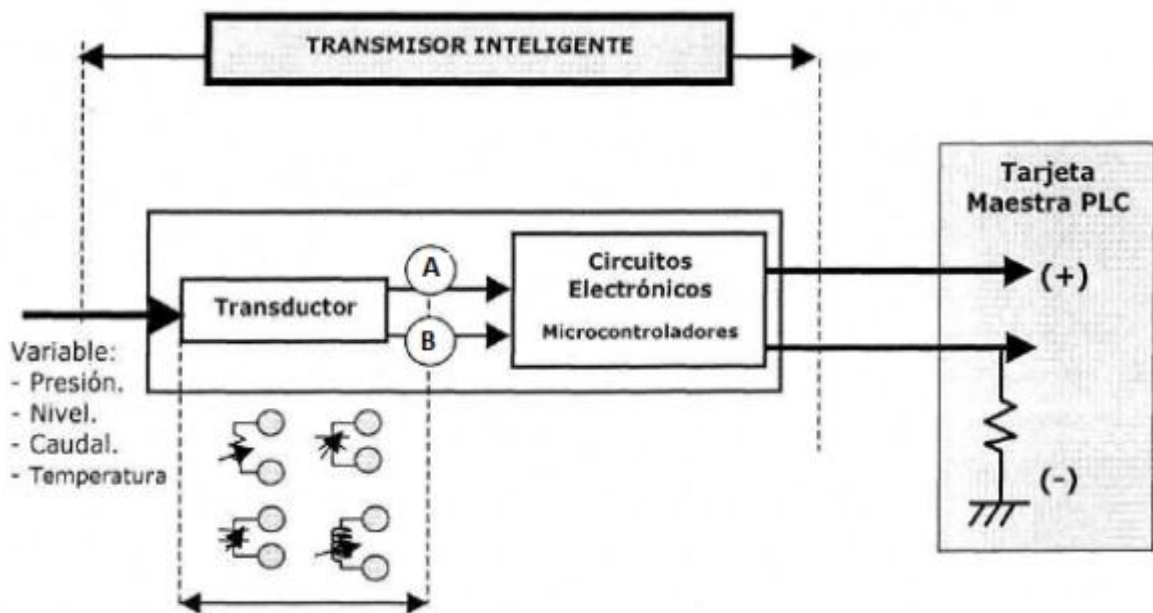 TRANSMISOR INTELIGENTE
Tarjeta
Maestra PLC
A
Circuitos
Electrónicos
Microcontroladores
(+)
Transductor
B
Variable:
- Presión.
- Nivel.
- Caudal.
- Temperatura
(-)